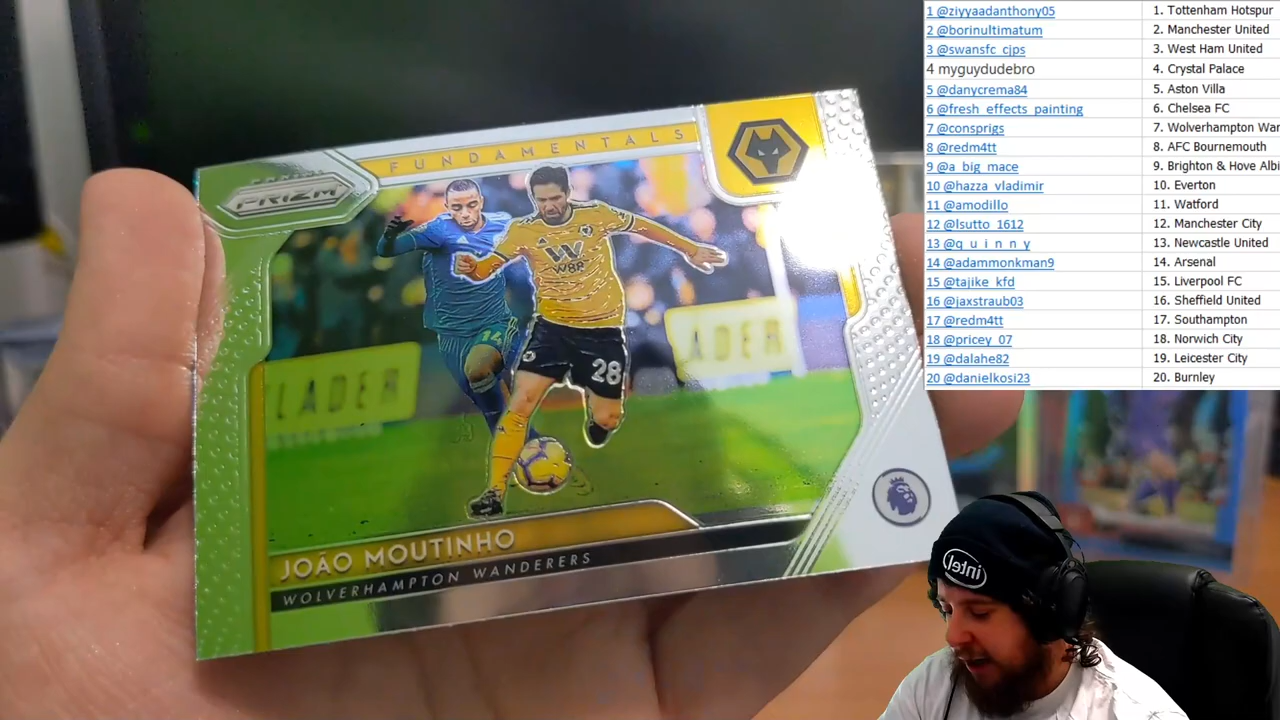 1 @ziyyaadanthony05 1. Tottenham Hotspur
2 @borinultimatum 2. Manchester United
3 @swansfc_cjps 3. West Ham United
4 myguydudebro 4. Crystal Palace
5 @danycrema84 5. Aston Villa
6 @fresh_effects_painting 6. Chelsea FC
7 @consprigs 7. Wolverhampton Wan
8 @redm4tt 8. AFC Bournemouth
9 @a_big_mace 9. Brighton & Hove Albi
10 @hazza_vladimir 10. Everton
11 @amodillo 11. Watford
12 @lsutto_1612 12. Manchester City
13 @q_u_i_n_n_y 13. Newcastle United
14 @adammonkman9 14. Arsenal
15 @tajike_kfd 15. Liverpool FC
16 @jaxstraub03 16. Sheffield United
17 @redm4tt 17. Southampton
18 @pricey_07 18. Norwich City
19 @dalahe82 19. Leicester City
20 @danielkosi23 20. Burnley
FUNDAMENTALS
PRIZM
W88
14
28
LADER
ADER
JOÃO MOUTINHO
WOLVERHAMPTON WANDERERS
intel